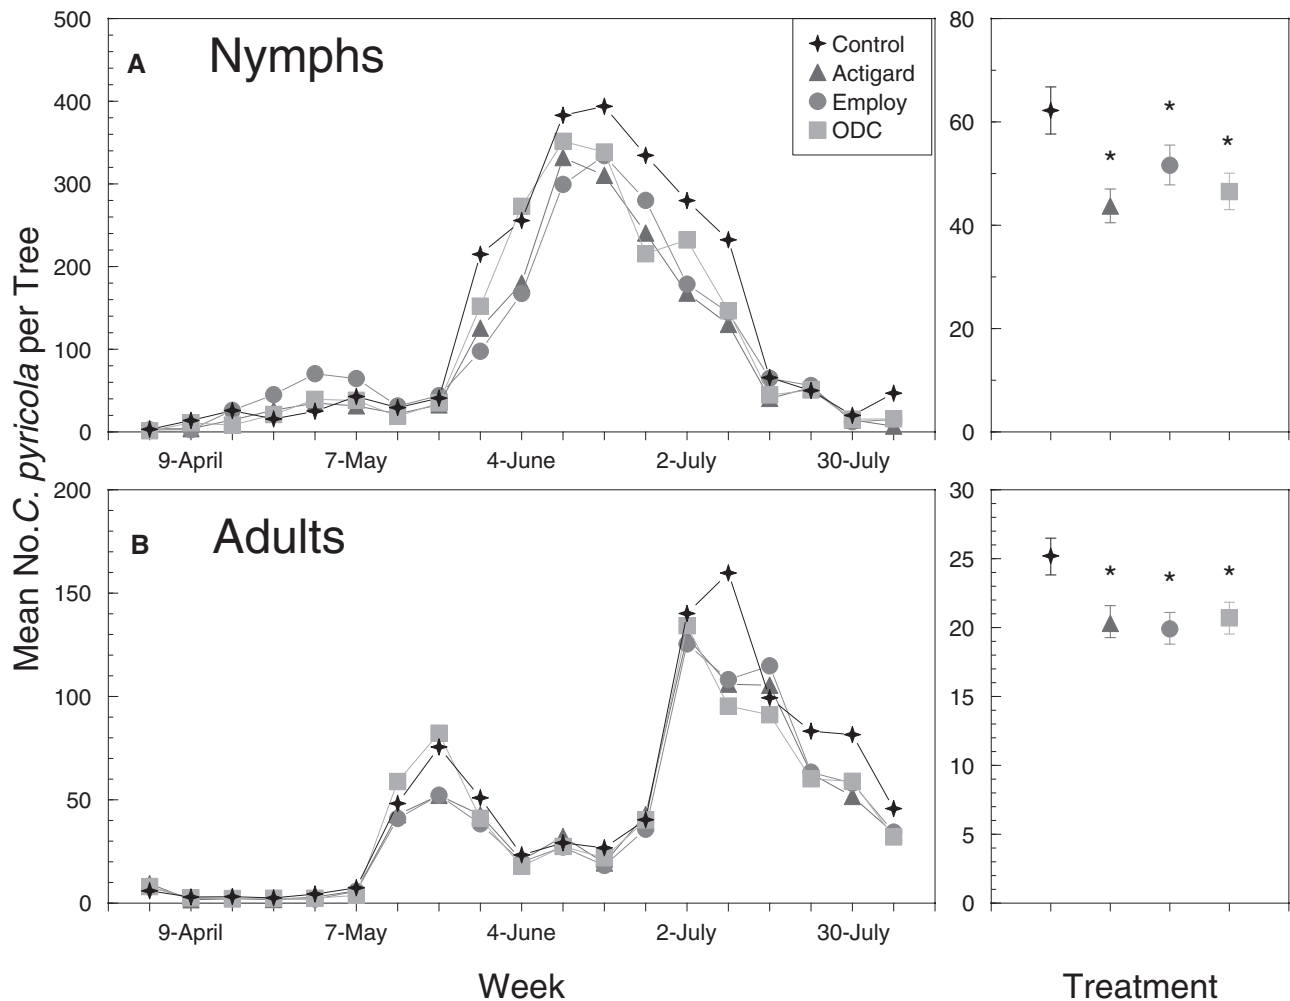 A Nymphs
Control
Actigard
Employ
ODC
500
400
300
200
100
0
9-April 7-May 4-June 2-July 30-July
80
60
40
20
0
*
*
*
Mean No.C. pyricola per Tree
B Adults
200
150
100
50
0
9-April 7-May 4-June 2-July 30-July
30
25
20
15
10
5
0
* * *
Week
Treatment